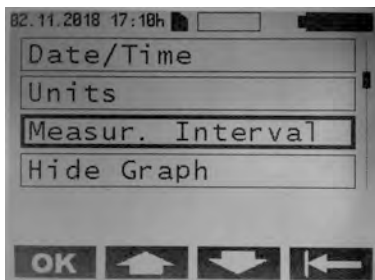 02.11.2018 17:10h
Date/Time
Units
Measur. Interval
Hide Graph
OK